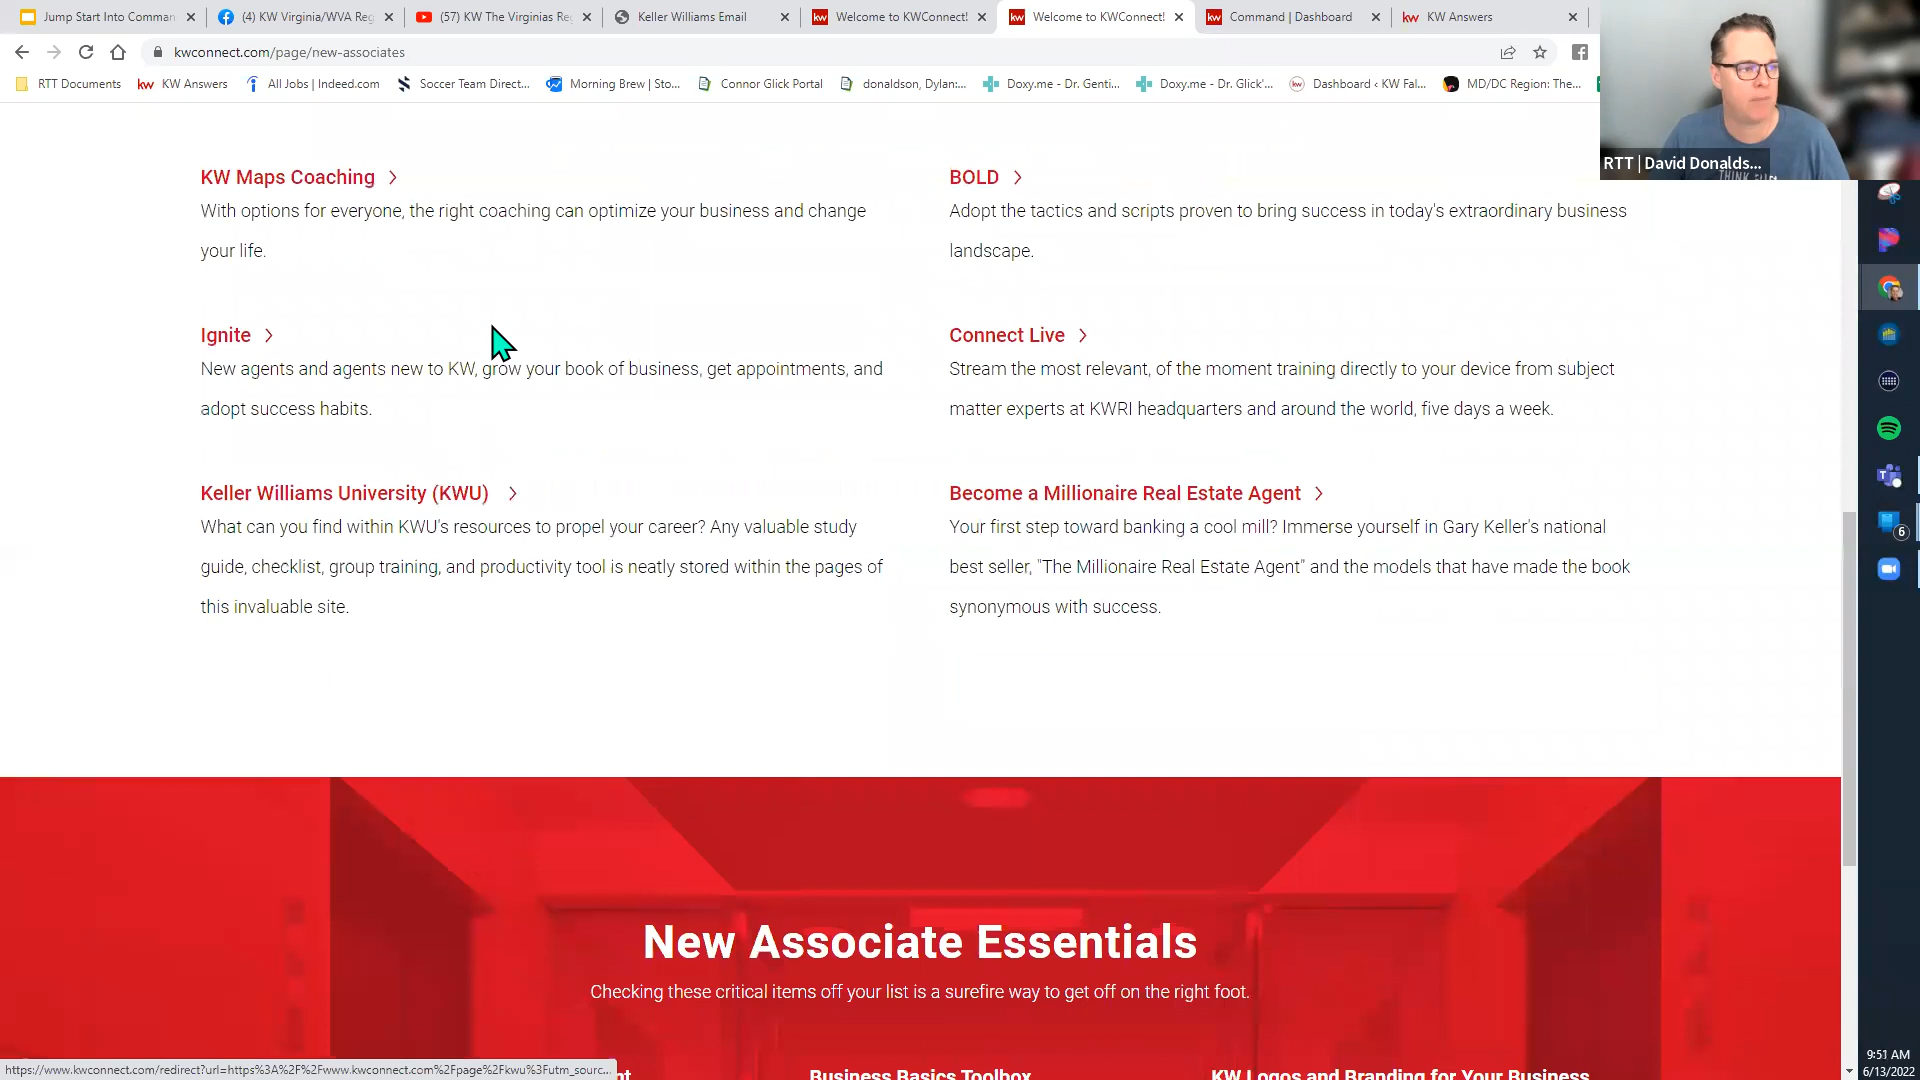 Jump Start Into Comman
(4) KW Virginia/WVA Reg
(57) KW The Virginias Re
Keller Williams Email
kw Welcome to KWConnect!
kw Welcome to KWConnect!
kw Command | Dashboard
kw KW Answers
kwconnect.com/page/new-associates
RTT Documents
kw KW Answers
All Jobs | Indeed.com
Soccer Team Direct...
Morning Brew | Sto...
Connor Glick Portal
donaldson, Dylan:...
Doxy.me - Dr. Genti...
Doxy.me - Dr. Glick'...
Dashboard ‹ KW Fal...
MD/DC Region: The...
RTT | David Donalds...
KW Maps Coaching >
With options for everyone, the right coaching can optimize your business and change
your life.
BOLD >
Adopt the tactics and scripts proven to bring success in today's extraordinary business
landscape.
Ignite >
New agents and agents new to KW, grow your book of business, get appointments, and
adopt success habits.
Connect Live >
Stream the most relevant, of the moment training directly to your device from subject
matter experts at KWRI headquarters and around the world, five days a week.
Keller Williams University (KWU) >
What can you find within KWU's resources to propel your career? Any valuable study
guide, checklist, group training, and productivity tool is neatly stored within the pages of
this invaluable site.
Become a Millionaire Real Estate Agent >
Your first step toward banking a cool mill? Immerse yourself in Gary Keller's national
best seller, "The Millionaire Real Estate Agent" and the models that have made the book
synonymous with success.
6
New Associate Essentials
Checking these critical items off your list is a surefire way to get off on the right foot.
https://www.kwconnect.com/redirect?url=https%3A%2F%2Fwww.kwconnect.com%2Fpage%2Fkwu%3Futm_sourc...
nt
Business Basics Toolbox
KW Logos and Branding for Your Business
9:51 AM
6/13/2022